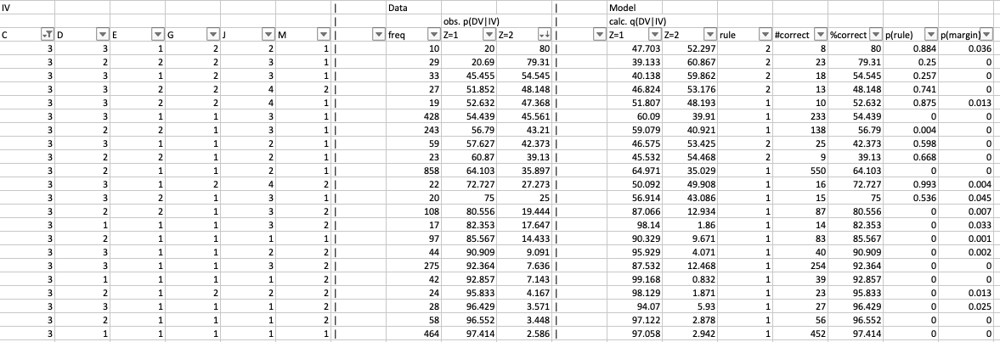 IV | Data | Model
| obs. p(DV|IV) | calc. q(DV|IV)
C D E G J M | freq Z=1 Z=2 | Z=1 Z=2 rule #correct %correct p(rule) p(margin)
3 3 1 2 2 1 | 10 20 80 | 47.703 52.297 2 8 80 0.884 0.036
3 2 2 2 3 1 | 29 20.69 79.31 | 39.133 60.867 2 23 79.31 0.25 0
3 3 1 2 3 1 | 33 45.455 54.545 | 40.138 59.862 2 18 54.545 0.257 0
3 3 2 2 4 2 | 27 51.852 48.148 | 46.824 53.176 2 13 48.148 0.741 0
3 3 2 2 4 1 | 19 52.632 47.368 | 51.807 48.193 1 10 52.632 0.875 0.013
3 3 1 1 3 1 | 428 54.439 45.561 | 60.09 39.91 1 233 54.439 0 0
3 2 2 1 3 1 | 243 56.79 43.21 | 59.079 40.921 1 138 56.79 0.004 0
3 3 1 1 2 1 | 59 57.627 42.373 | 46.575 53.425 2 25 42.373 0.598 0
3 2 2 1 2 1 | 23 60.87 39.13 | 45.532 54.468 2 9 39.13 0.668 0
3 2 1 1 2 1 | 858 64.103 35.897 | 64.971 35.029 1 550 64.103 0 0
3 3 1 2 4 2 | 22 72.727 27.273 | 50.092 49.908 1 16 72.727 0.993 0.004
3 3 2 1 3 1 | 20 75 25 | 56.914 43.086 1 15 75 0.536 0.045
3 2 2 1 3 2 | 108 80.556 19.444 | 87.066 12.934 1 87 80.556 0 0.007
3 1 1 1 3 2 | 17 82.353 17.647 | 98.14 1.86 1 14 82.353 0 0.033
3 2 1 1 1 1 | 97 85.567 14.433 | 90.329 9.671 1 83 85.567 0 0.001
3 3 1 1 2 2 | 44 90.909 9.091 | 95.929 4.071 1 40 90.909 0 0.002
3 3 1 1 3 2 | 275 92.364 7.636 | 87.532 12.468 1 254 92.364 0 0
3 1 1 1 1 2 | 42 92.857 7.143 | 99.168 0.832 1 39 92.857 0 0
3 2 1 2 2 2 | 24 95.833 4.167 | 98.129 1.871 1 23 95.833 0 0.013
3 3 1 1 1 2 | 28 96.429 3.571 | 94.07 5.93 1 27 96.429 0 0.025
3 2 1 1 1 2 | 58 96.552 3.448 | 97.122 2.878 1 56 96.552 0 0
3 1 1 1 1 1 | 464 97.414 2.586 | 97.058 2.942 1 452 97.414 0 0